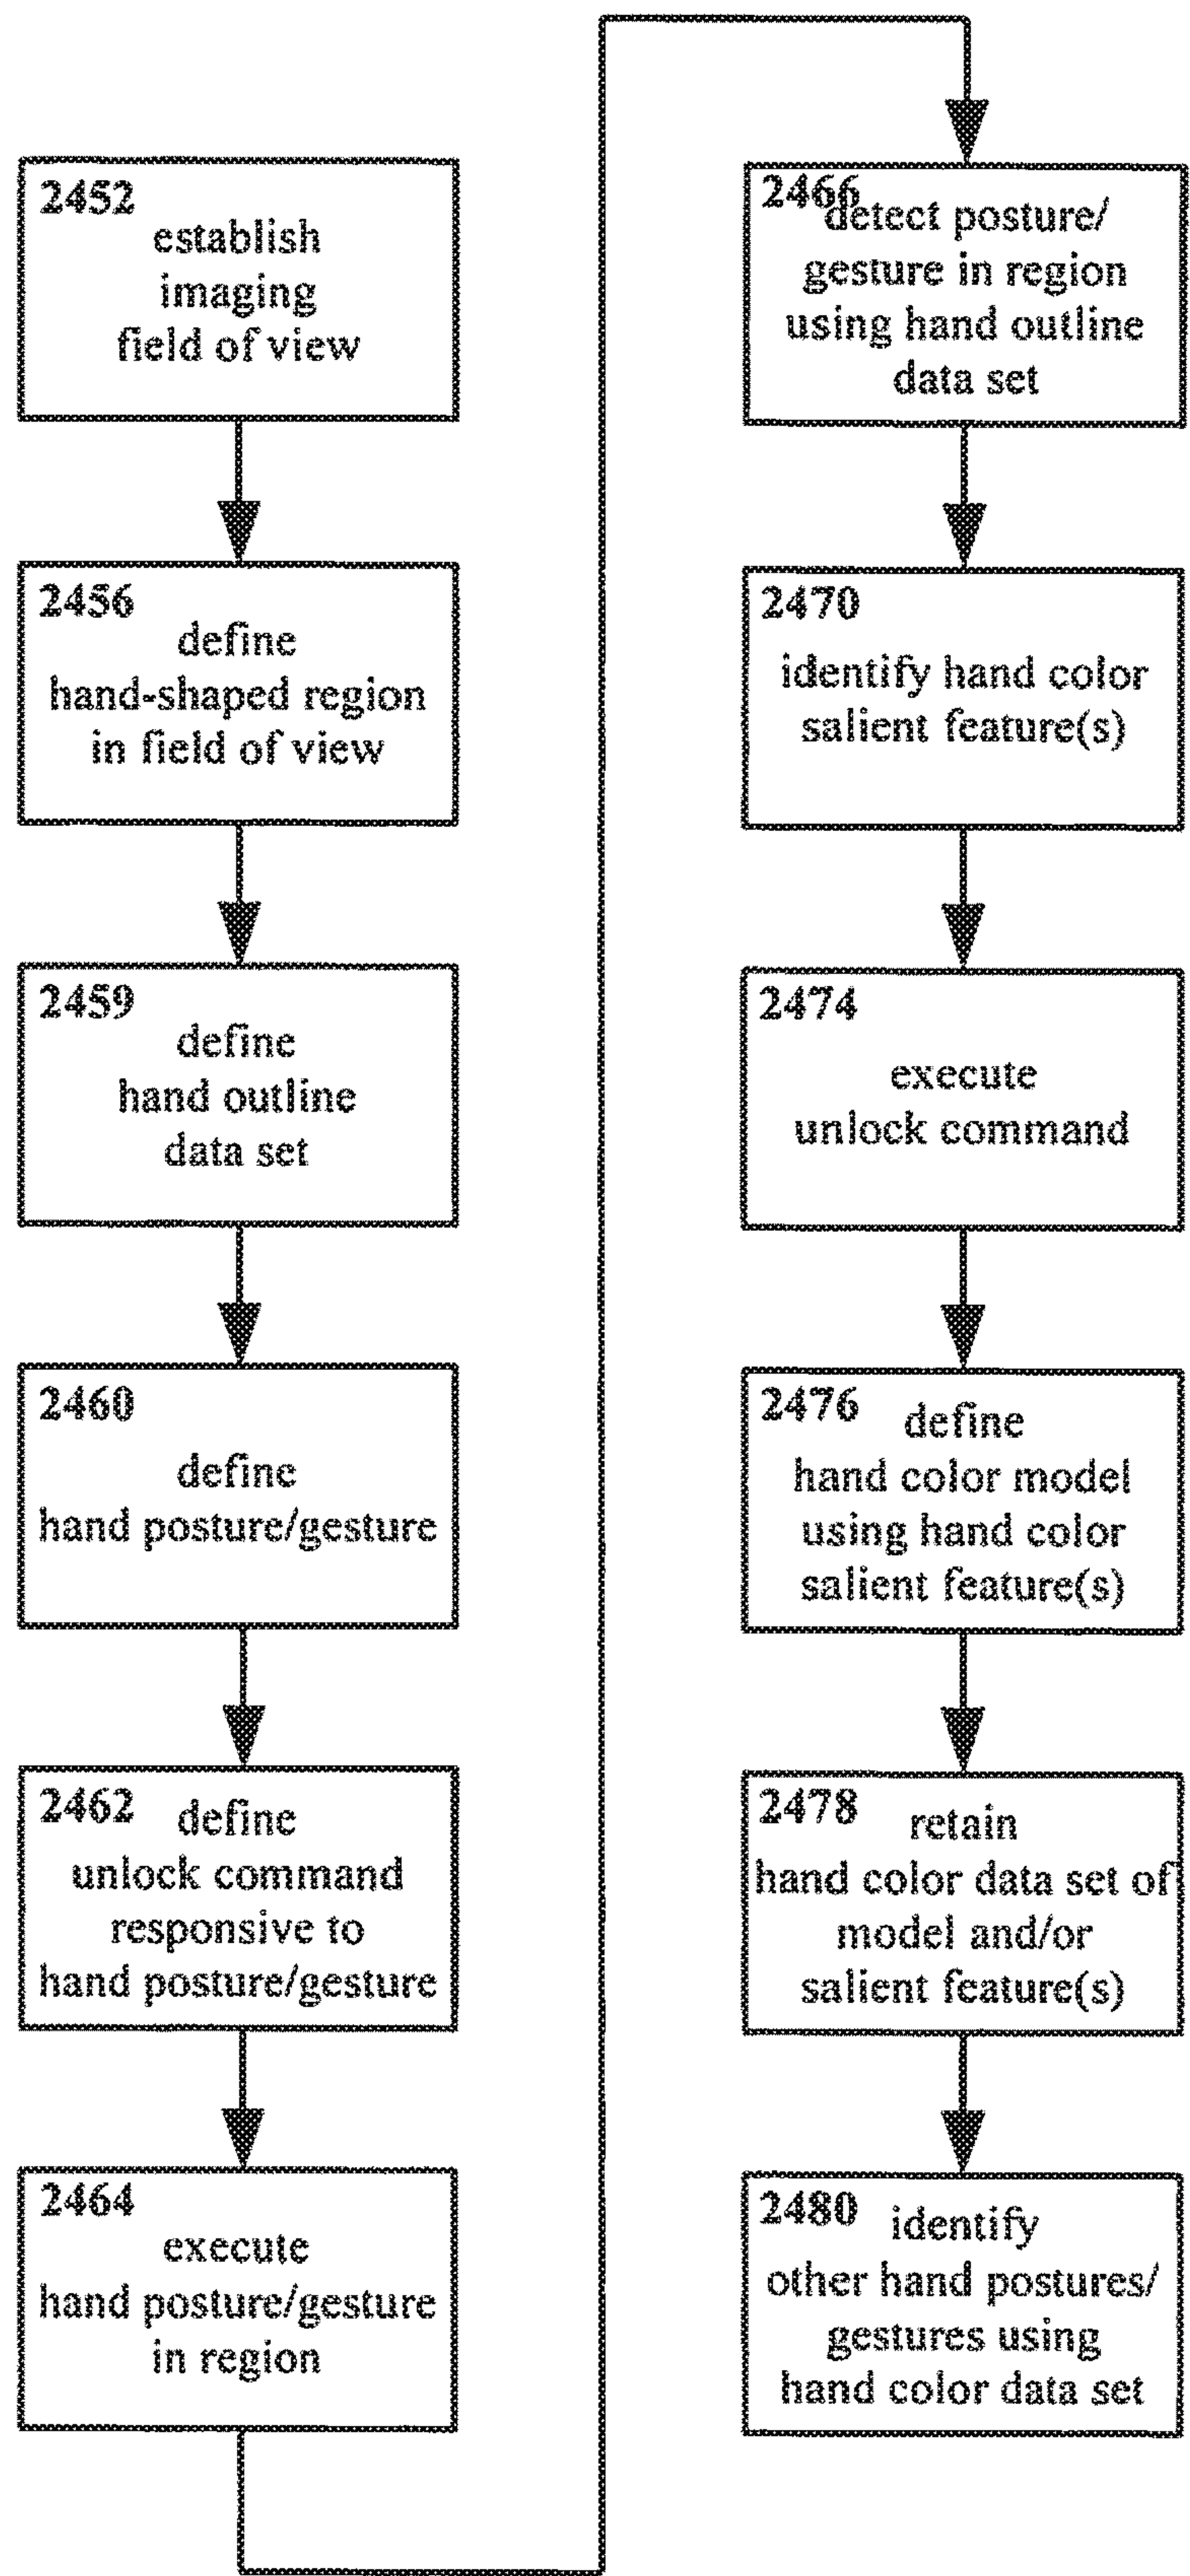 2452
establish
imaging
field of view
2456
define
hand-shaped region
in field of view
2459
define
hand outline
data set
2460
define
hand posture/gesture
2462
define
unlock command
responsive to
hand posture/gesture
2464
execute
hand posture/gesture
in region
2466
detect posture/
gesture in region
using hand outline
data set
2470
identify hand color
salient feature(s)
2474
execute
unlock command
2476
define
hand color model
using hand color
salient feature(s)
2478
retain
hand color data set of
model and/or
salient feature(s)
2480
identify
other hand postures/
gestures using
hand color data set